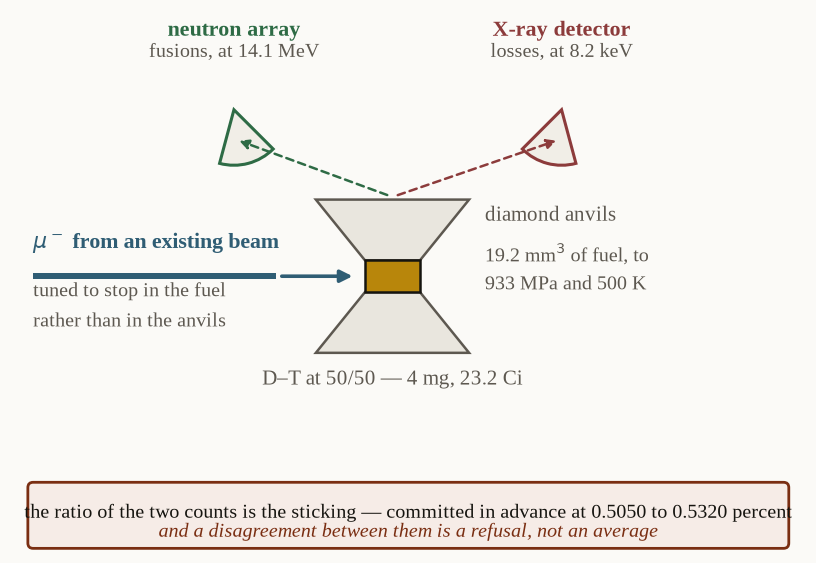 neutron array
fusions, at 14.1 MeV
X-ray detector
losses, at 8.2 keV
diamond anvils
μ⁻ from an existing beam
19.2 mm³ of fuel, to
933 MPa and 500 K
tuned to stop in the fuel
rather than in the anvils
D–T at 50/50 — 4 mg, 23.2 Ci
the ratio of the two counts is the sticking — committed in advance at 0.5050 to 0.5320 percent
and a disagreement between them is a refusal, not an average